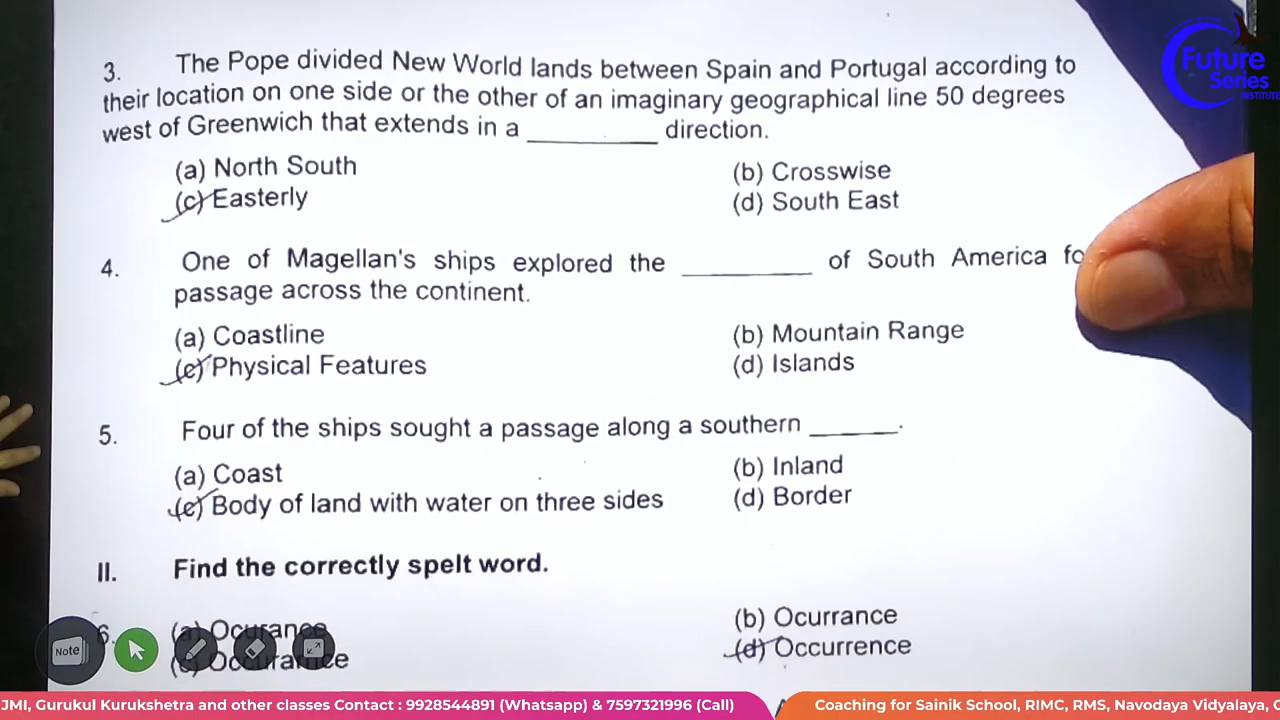 Future
Series
INSTITUTE
3. The Pope divided New World lands between Spain and Portugal according to
their location on one side or the other of an imaginary geographical line 50 degrees
west of Greenwich that extends in a __________ direction.
(a) North South (b) Crosswise
(c) Easterly (d) South East
4. One of Magellan's ships explored the __________ of South America fo
passage across the continent.
(a) Coastline (b) Mountain Range
(c) Physical Features (d) Islands
5. Four of the ships sought a passage along a southern _______.
(a) Coast (b) Inland
(c) Body of land with water on three sides (d) Border
II. Find the correctly spelt word.
6. (a) Ocurance (b) Ocurrance
(d) Occurrence
Note
JMI, Gurukul Kurukshetra and other classes Contact : 9928544891 (Whatsapp) & 7597321996 (Call)
Coaching for Sainik School, RIMC, RMS, Navodaya Vidyalaya,